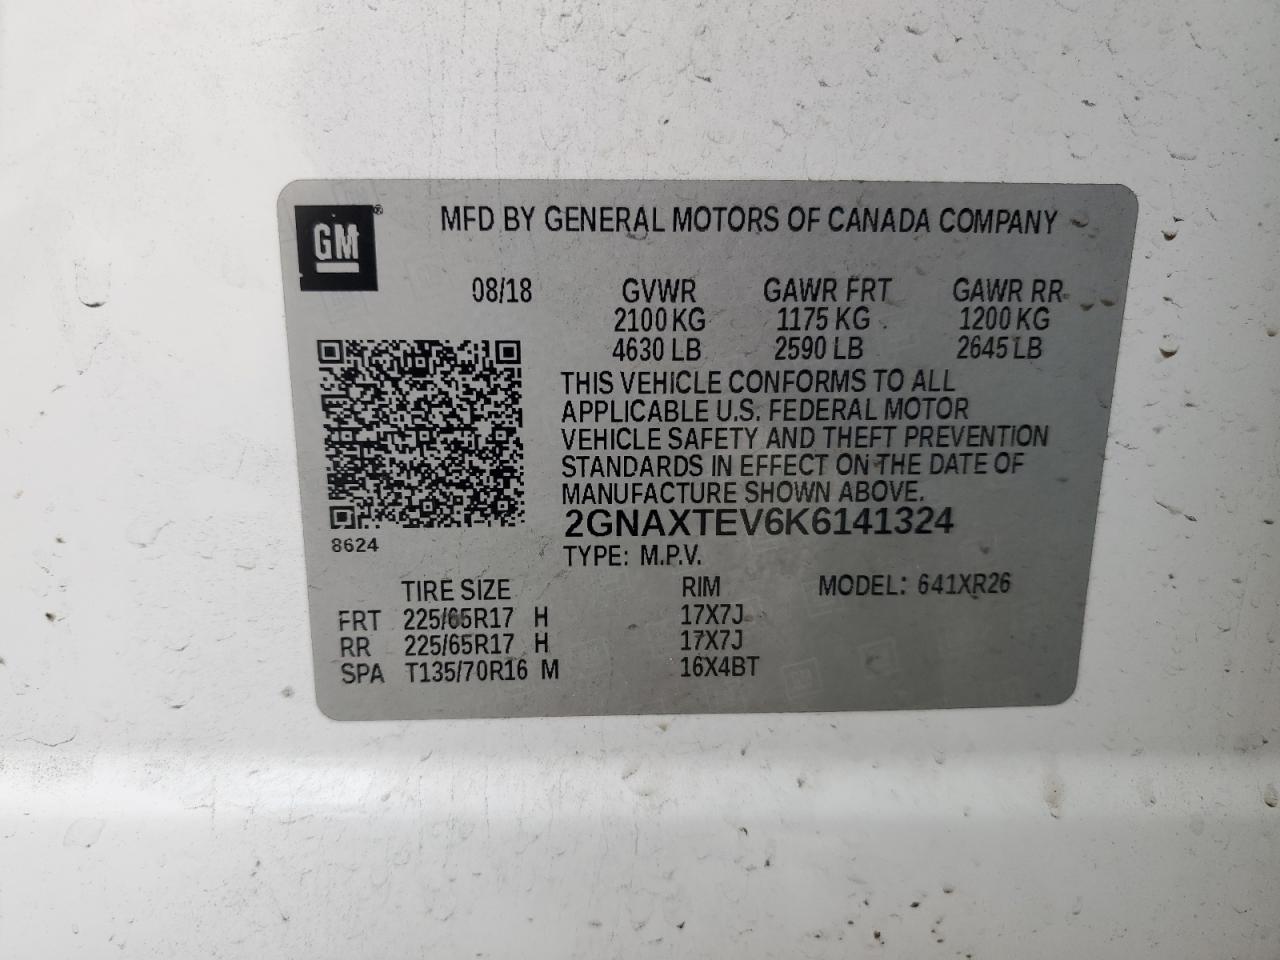 GM®
MFD BY GENERAL MOTORS OF CANADA COMPANY
08/18 GVWR GAWR FRT GAWR RR
2100 KG 1175 KG 1200 KG
4630 LB 2590 LB 2645 LB
THIS VEHICLE CONFORMS TO ALL
APPLICABLE U.S. FEDERAL MOTOR
VEHICLE SAFETY AND THEFT PREVENTION
STANDARDS IN EFFECT ON THE DATE OF
MANUFACTURE SHOWN ABOVE.
2GNAXTEV6K6141324
8624
TYPE: M.P.V.
TIRE SIZE RIM MODEL: 641XR26
FRT 225/65R17 H 17X7J
RR 225/65R17 H 17X7J
SPA T135/70R16 M 16X4BT